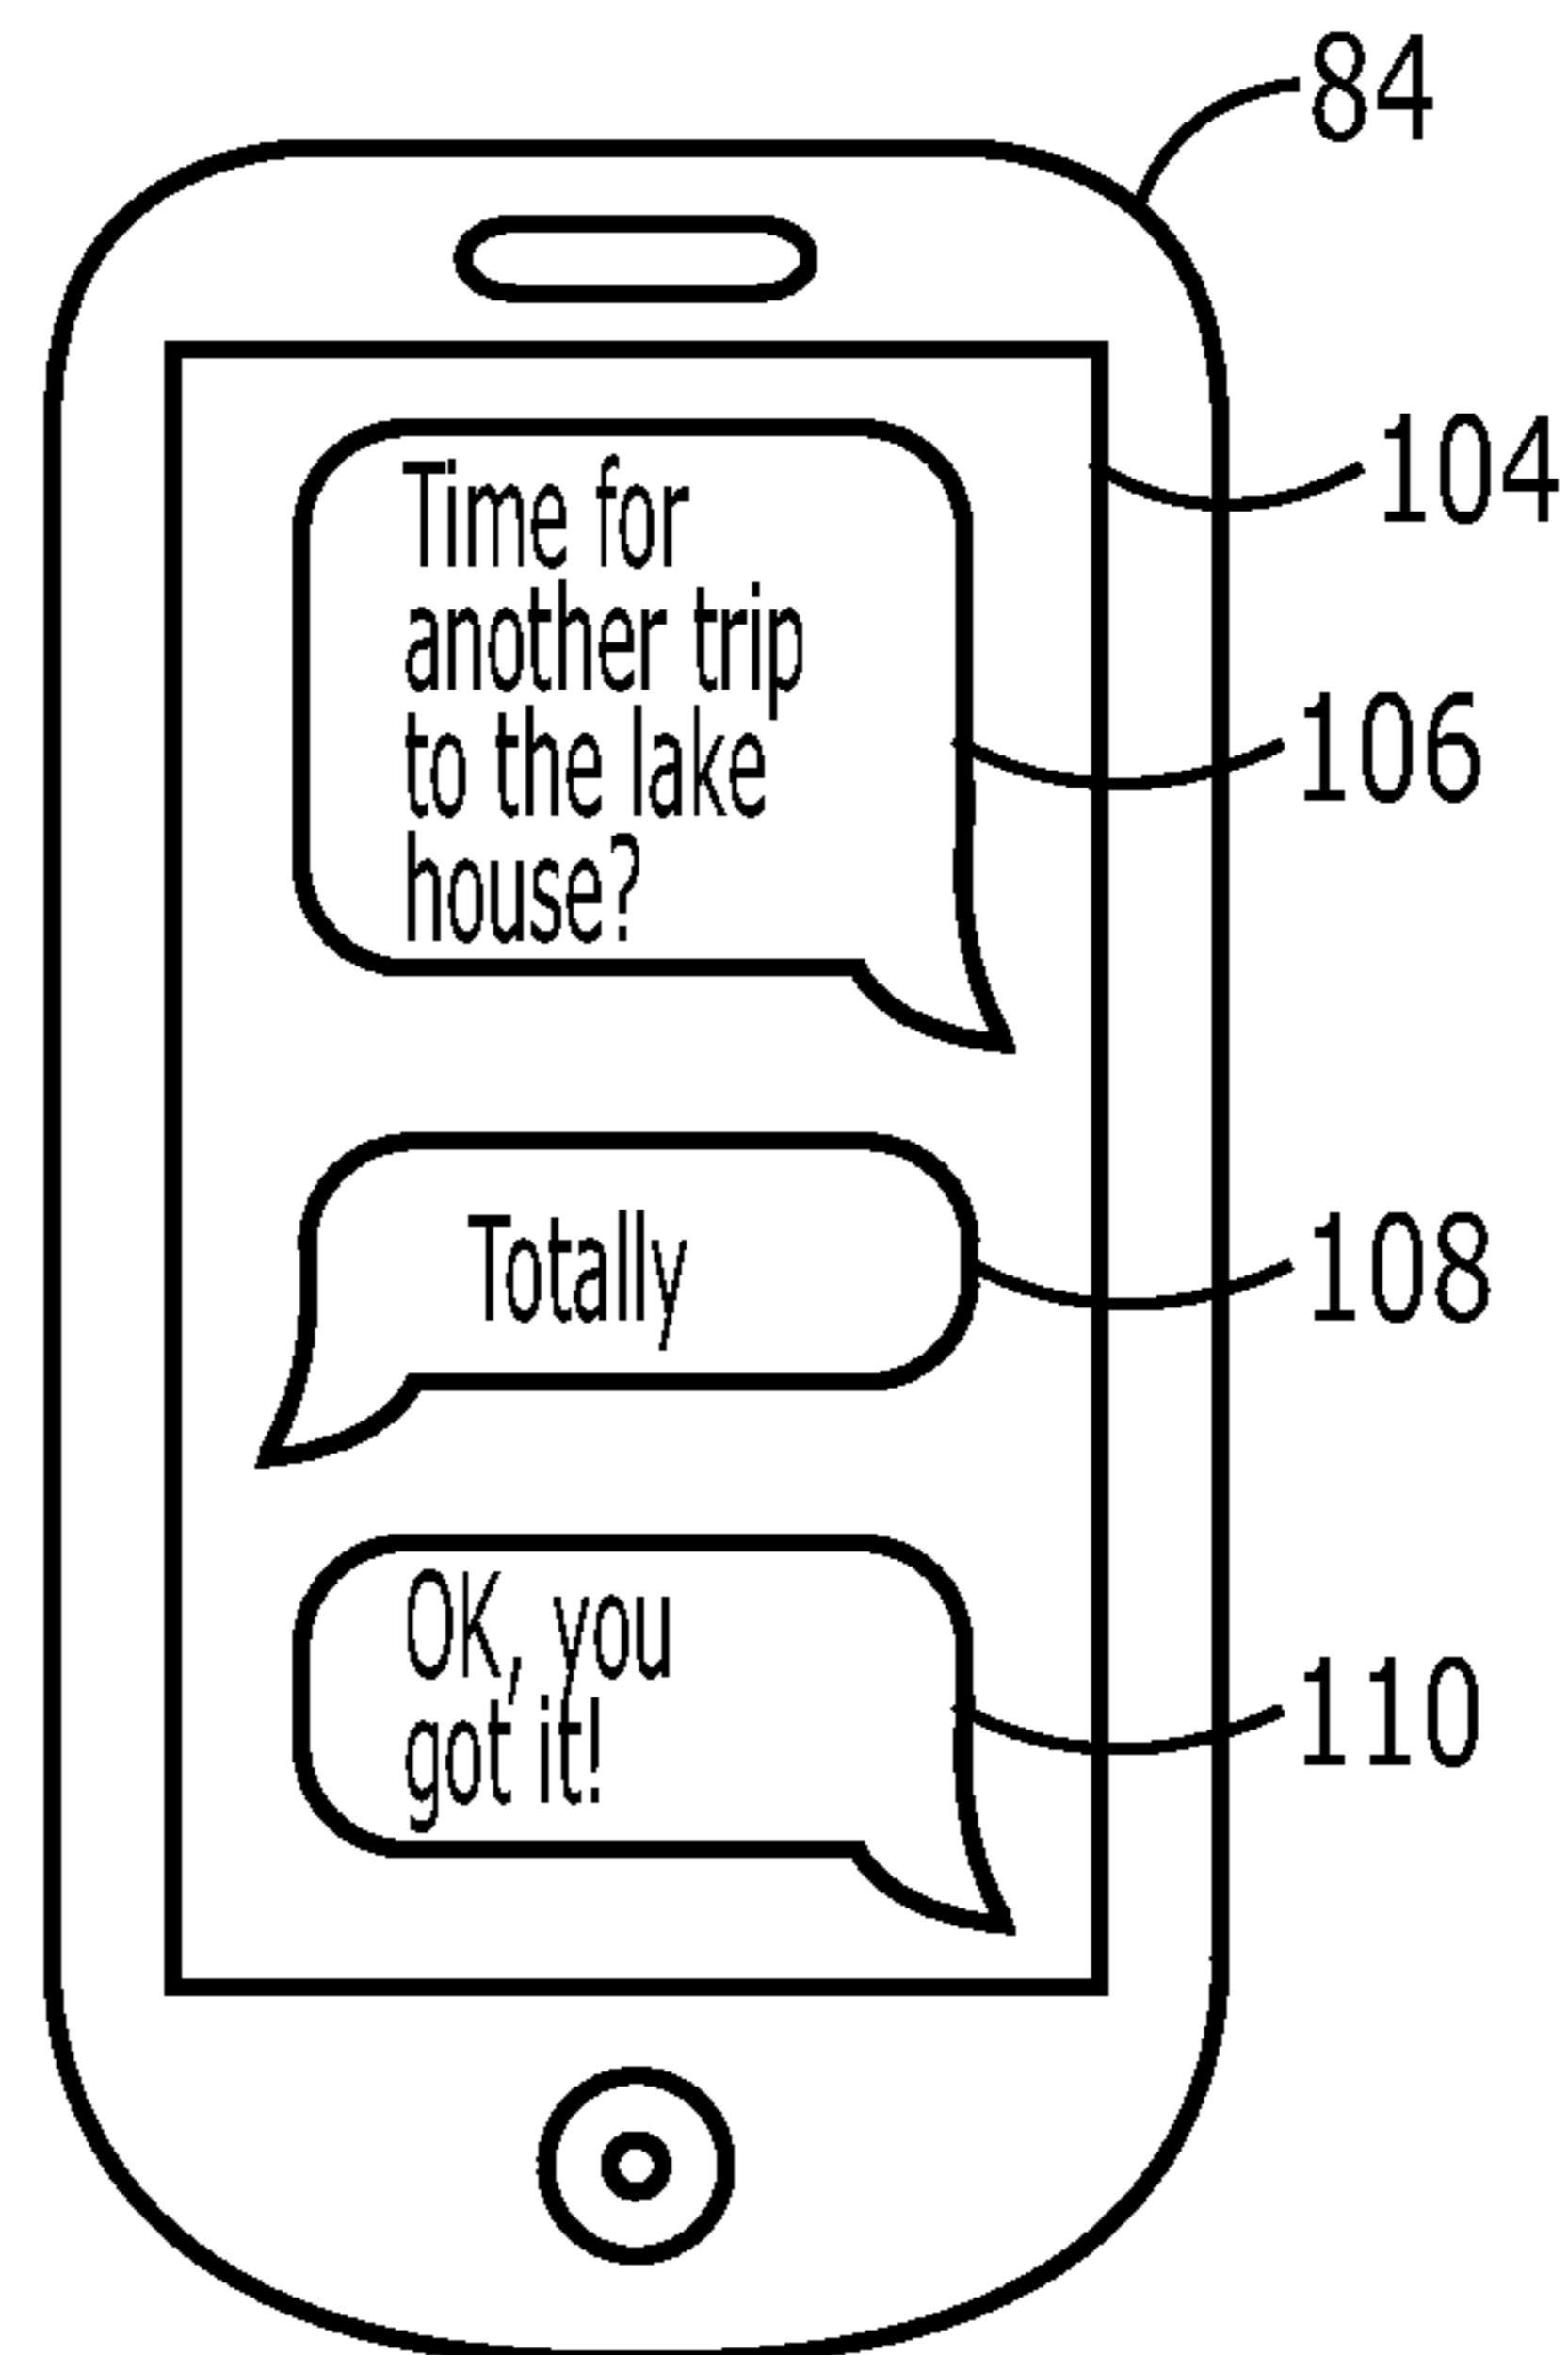 84
104
Time for
another trip
to the lake
house?
106
Totally
108
OK, you
got it!
110